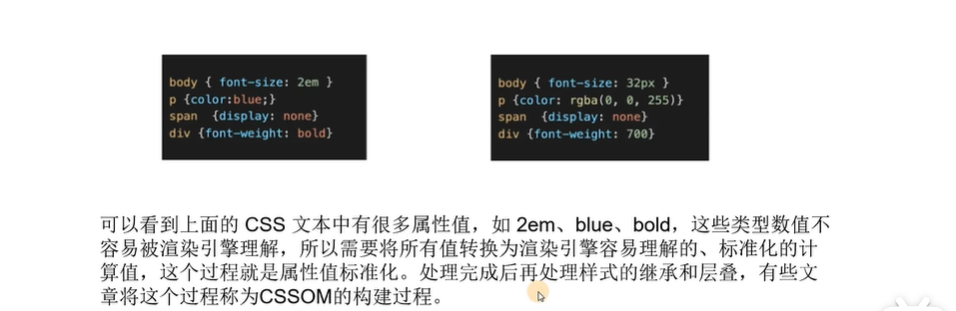 body { font-size: 2em }
p {color:blue;}
span  {display: none}
div {font-weight: bold}
body { font-size: 32px }
p {color: rgba(0, 0, 255)}
span  {display: none}
div {font-weight: 700}
可以看到上面的 CSS 文本中有很多属性值，如 2em、blue、bold，这些类型数值不
容易被渲染引擎理解，所以需要将所有值转换为渲染引擎容易理解的、标准化的计
算值，这个过程就是属性值标准化。处理完成后再处理样式的继承和层叠，有些文
章将这个过程称为CSSOM的构建过程。